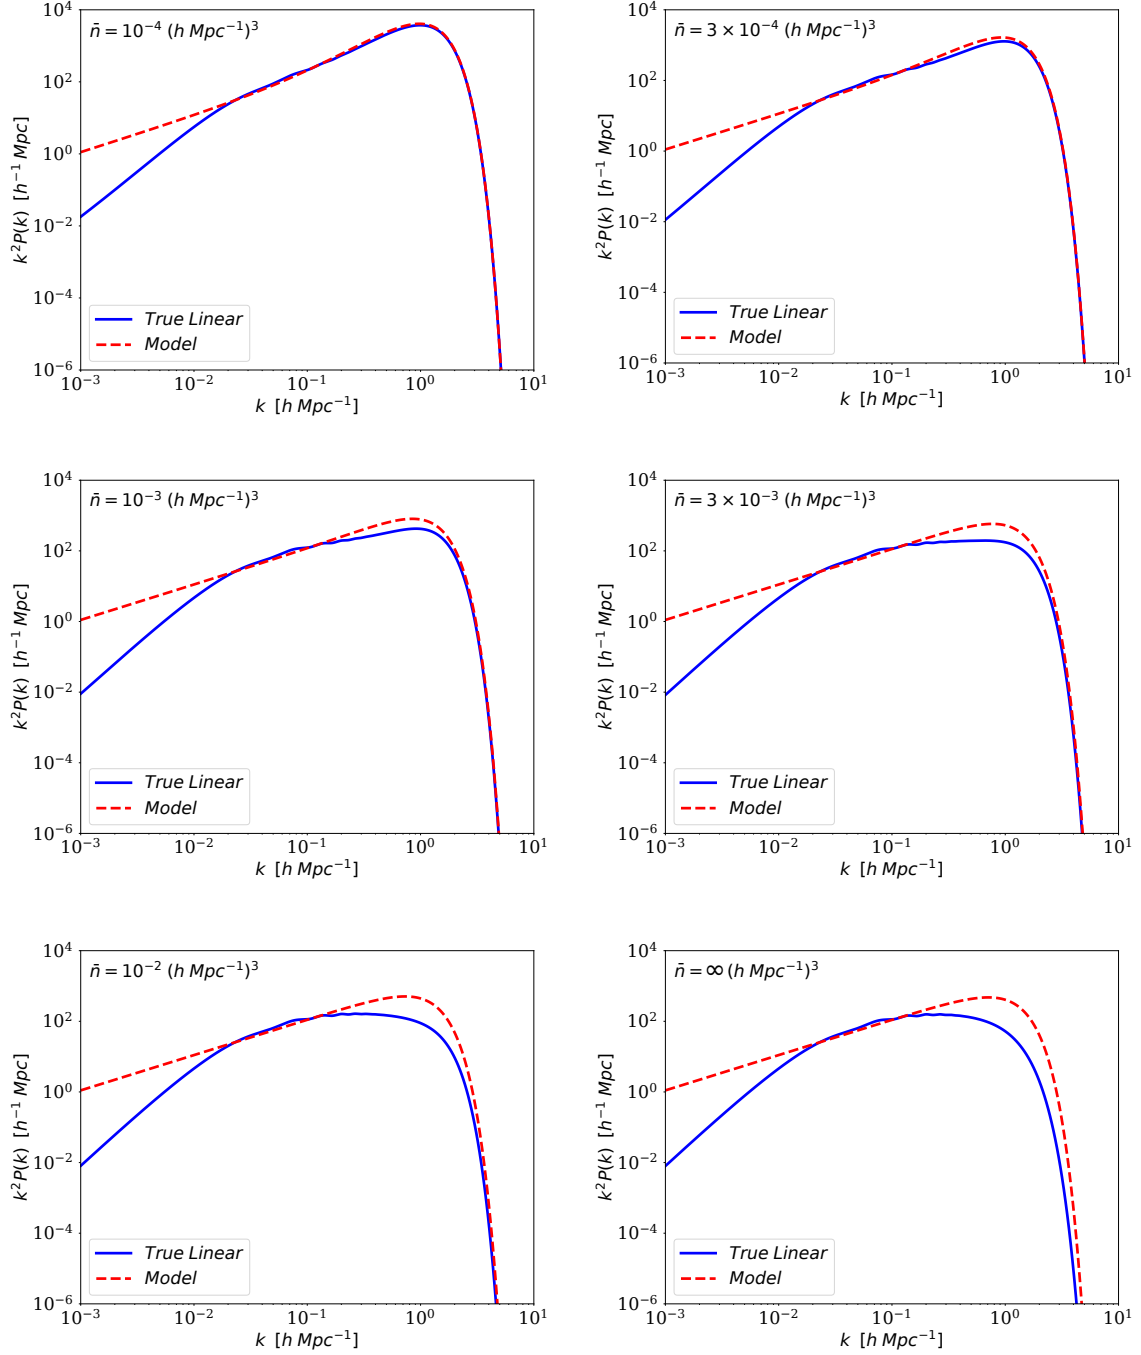 n̄ = 10⁻⁴ (h Mpc⁻¹)³
k²P(k) [h⁻¹ Mpc]
10⁴
10²
10⁰
10⁻²
10⁻⁴
10⁻⁶
True Linear
Model
10⁻³ 10⁻² 10⁻¹ 10⁰ 10¹
k [h Mpc⁻¹]
n̄ = 3 × 10⁻⁴ (h Mpc⁻¹)³
k²P(k) [h⁻¹ Mpc]
10⁴
10²
10⁰
10⁻²
10⁻⁴
10⁻⁶
True Linear
Model
10⁻³ 10⁻² 10⁻¹ 10⁰ 10¹
k [h Mpc⁻¹]
n̄ = 10⁻³ (h Mpc⁻¹)³
k²P(k) [h⁻¹ Mpc]
10⁴
10²
10⁰
10⁻²
10⁻⁴
10⁻⁶
True Linear
Model
10⁻³ 10⁻² 10⁻¹ 10⁰ 10¹
k [h Mpc⁻¹]
n̄ = 3 × 10⁻³ (h Mpc⁻¹)³
k²P(k) [h⁻¹ Mpc]
10⁴
10²
10⁰
10⁻²
10⁻⁴
10⁻⁶
True Linear
Model
10⁻³ 10⁻² 10⁻¹ 10⁰ 10¹
k [h Mpc⁻¹]
n̄ = 10⁻² (h Mpc⁻¹)³
k²P(k) [h⁻¹ Mpc]
10⁴
10²
10⁰
10⁻²
10⁻⁴
10⁻⁶
True Linear
Model
10⁻³ 10⁻² 10⁻¹ 10⁰ 10¹
k [h Mpc⁻¹]
n̄ = ∞ (h Mpc⁻¹)³
k²P(k) [h⁻¹ Mpc]
10⁴
10²
10⁰
10⁻²
10⁻⁴
10⁻⁶
True Linear
Model
10⁻³ 10⁻² 10⁻¹ 10⁰ 10¹
k [h Mpc⁻¹]